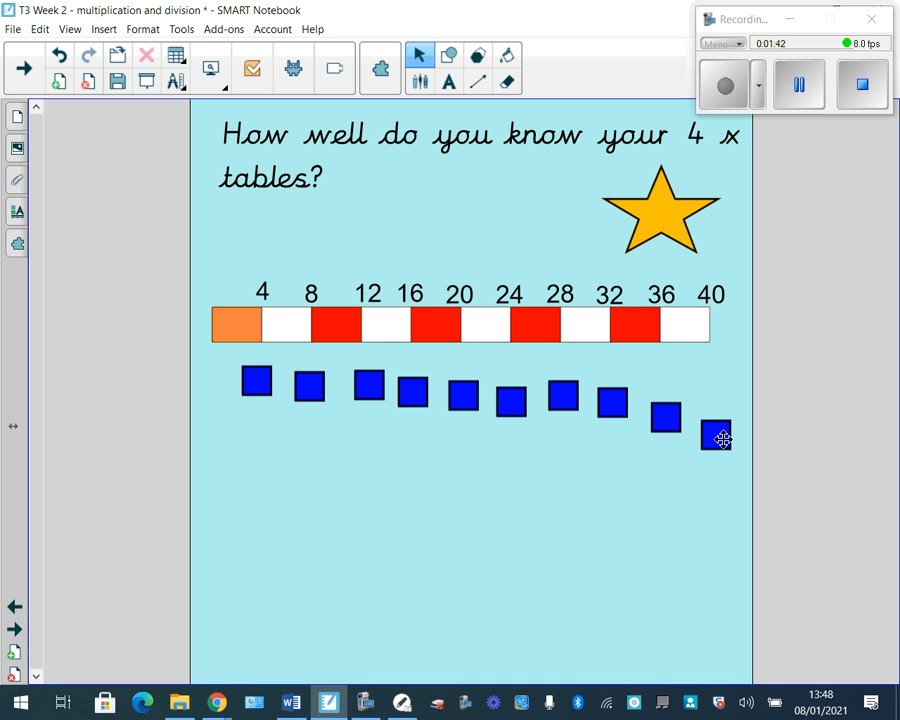 T3 Week 2 - multiplication and division * - SMART Notebook
File Edit View Insert Format Tools Add-ons Account Help
Recordin...
Menu 0:01:42 8.0 fps
How well do you know your 4 x
tables?
4 8 12 16 20 24 28 32 36 40
13:48
08/01/2021